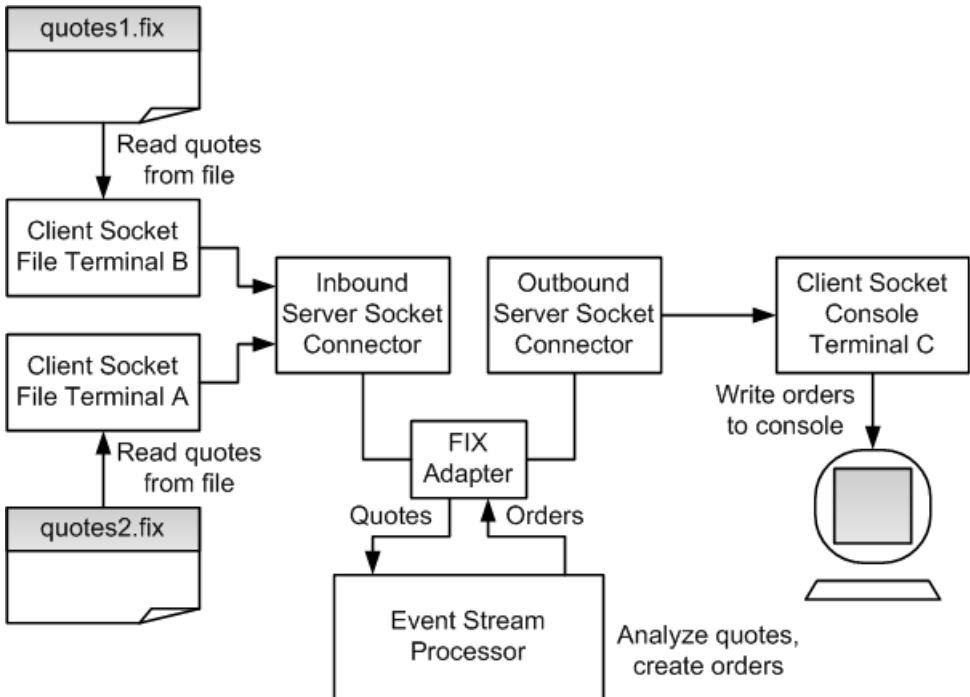 quotes1.fix
Read quotes
from file
Client Socket
File Terminal B
Client Socket
File Terminal A
Read quotes
from file
quotes2.fix
Inbound
Server Socket
Connector
Outbound
Server Socket
Connector
Client Socket
Console
Terminal C
Write orders
to console
FIX
Adapter
Quotes
Orders
Event Stream
Processor
Analyze quotes,
create orders